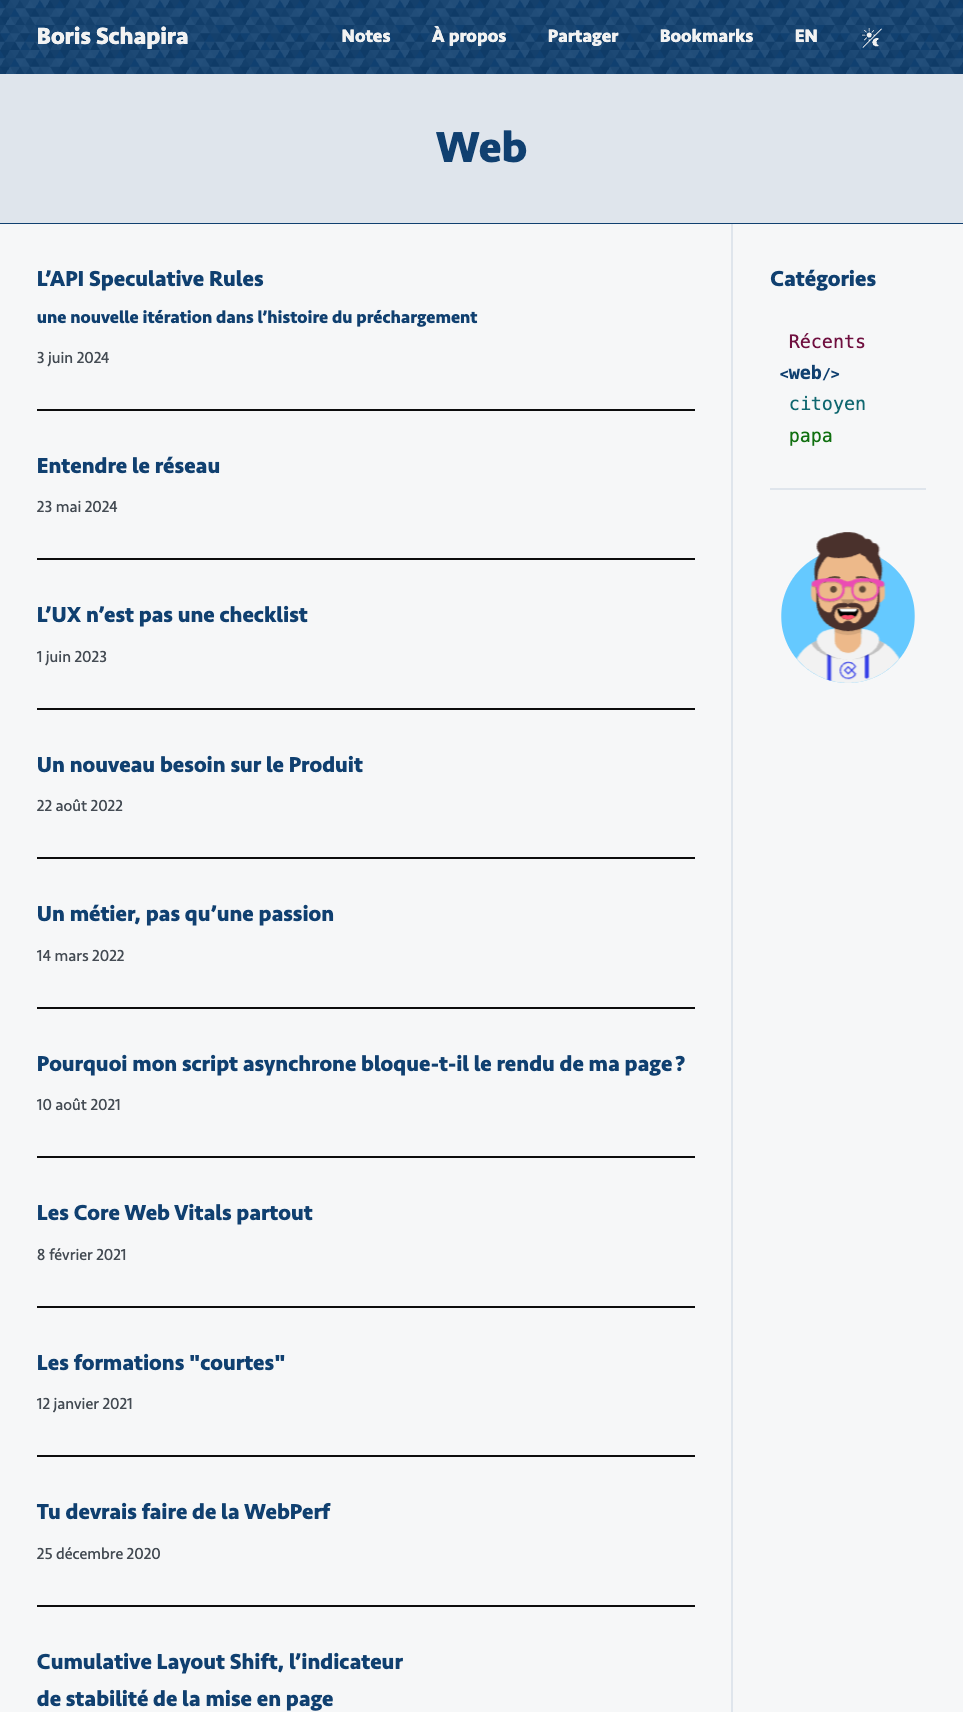 Boris Schapira
Notes
À propos
Partager
Bookmarks
EN
Web
L’API Speculative Rules
une nouvelle itération dans l’histoire du préchargement
3 juin 2024
Entendre le réseau
23 mai 2024
L’UX n’est pas une checklist
1 juin 2023
Un nouveau besoin sur le Produit
22 août 2022
Un métier, pas qu’une passion
14 mars 2022
Pourquoi mon script asynchrone bloque-t-il le rendu de ma page ?
10 août 2021
Les Core Web Vitals partout
8 février 2021
Les formations "courtes"
12 janvier 2021
Tu devrais faire de la WebPerf
25 décembre 2020
Cumulative Layout Shift, l’indicateur
de stabilité de la mise en page
Catégories
Récents
<web/>
citoyen
papa